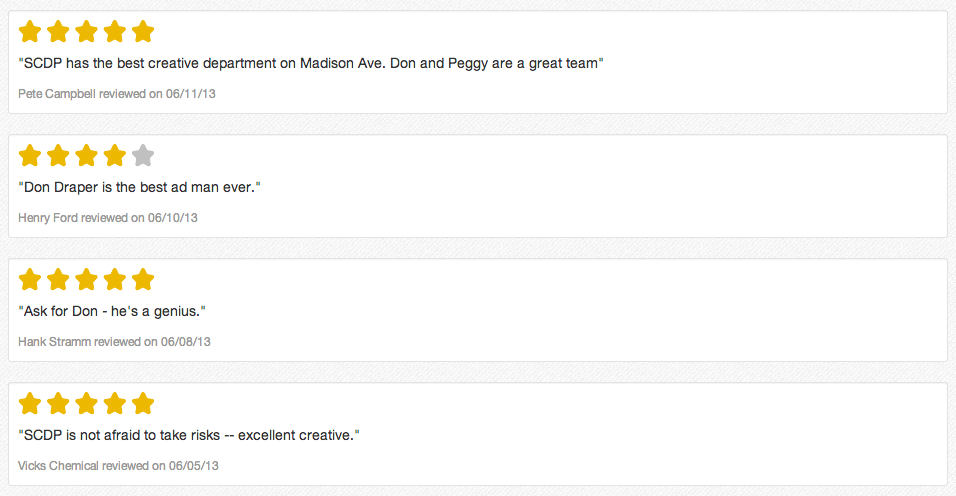 "SCDP has the best creative department on Madison Ave. Don and Peggy are a great team"
Pete Campbell reviewed on 06/11/13
"Don Draper is the best ad man ever."
Henry Ford reviewed on 06/10/13
"Ask for Don - he's a genius."
Hank Stramm reviewed on 06/08/13
"SCDP is not afraid to take risks -- excellent creative."
Vicks Chemical reviewed on 06/05/13